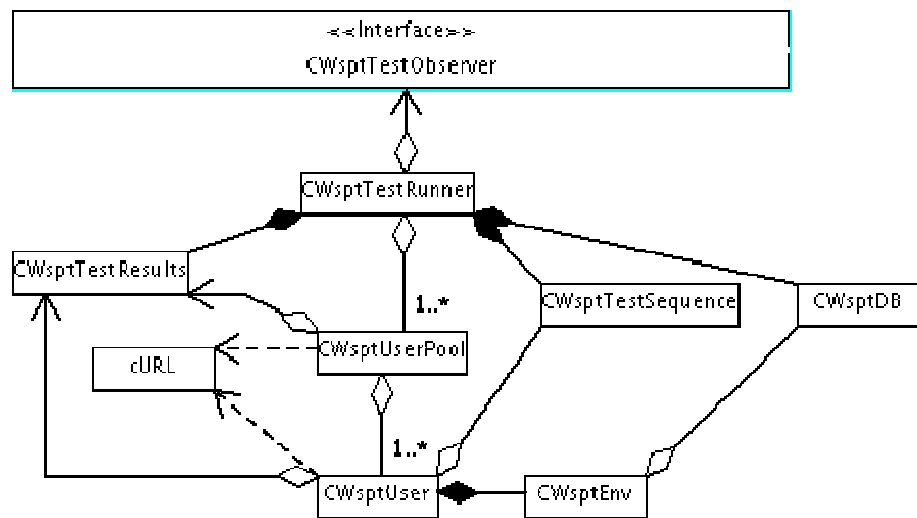 <<Interface>>
CWsptTestObserver
CWsptTestRunner
CWsptTestResults
1..*
CWsptTestSequence
CWsptDB
CWsptUserPool
cURL
1..*
CWsptUser
CWsptEnv